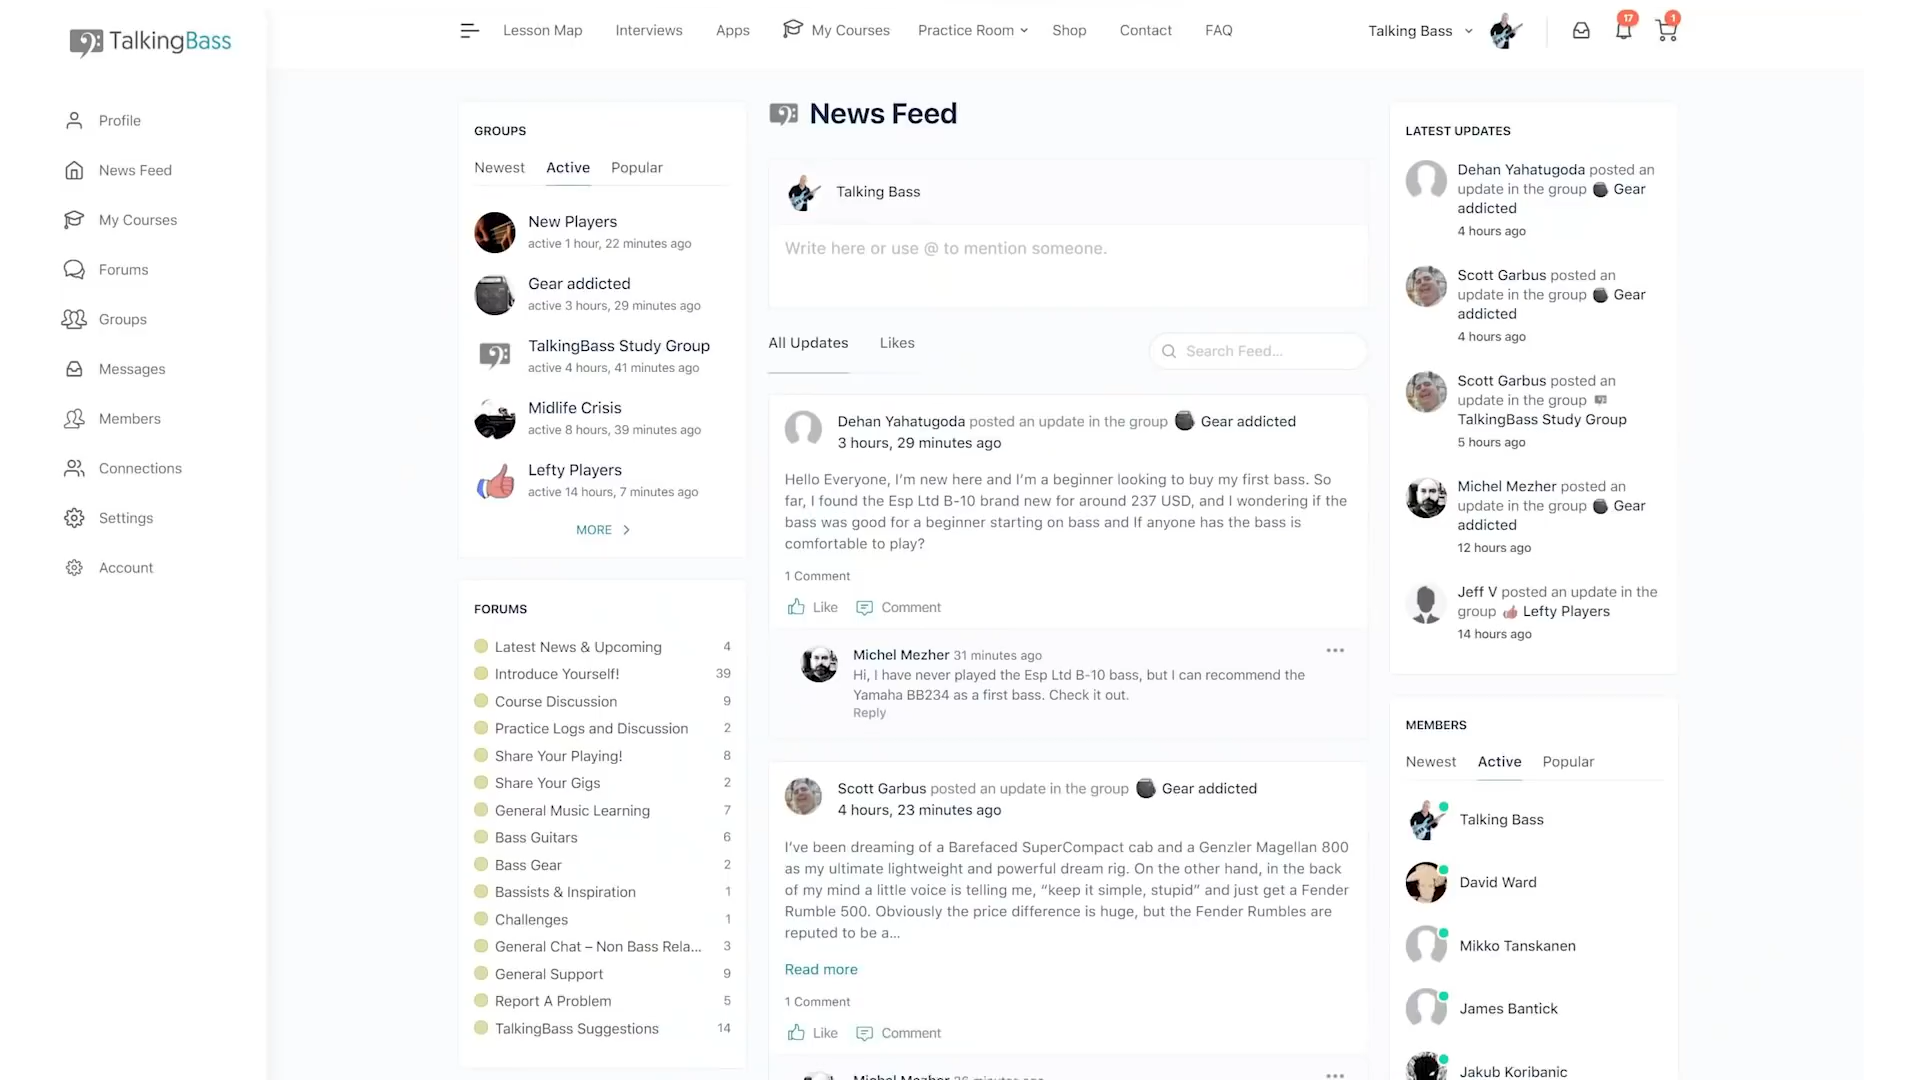 TalkingBass
Lesson Map
Interviews
Apps
My Courses
Practice Room
Shop
Contact
FAQ
Talking Bass
17
1
Profile
News Feed
My Courses
Forums
Groups
Messages
Members
Connections
Settings
Account
GROUPS
Newest Active Popular
New Players
active 1 hour, 22 minutes ago
Gear addicted
active 3 hours, 29 minutes ago
TalkingBass Study Group
active 4 hours, 41 minutes ago
Midlife Crisis
active 8 hours, 39 minutes ago
Lefty Players
active 14 hours, 7 minutes ago
MORE
FORUMS
Latest News & Upcoming 4
Introduce Yourself! 39
Course Discussion 9
Practice Logs and Discussion 2
Share Your Playing! 8
Share Your Gigs 2
General Music Learning 7
Bass Guitars 6
Bass Gear 2
Bassists & Inspiration 1
Challenges 1
General Chat – Non Bass Rela... 3
General Support 9
Report A Problem 5
TalkingBass Suggestions 14
News Feed
Talking Bass
Write here or use @ to mention someone.
All Updates Likes
Search Feed...
Dehan Yahatugoda posted an update in the group Gear addicted
3 hours, 29 minutes ago
Hello Everyone, I’m new here and I’m a beginner looking to buy my first bass. So
far, I found the Esp Ltd B-10 brand new for around 237 USD, and I wondering if the
bass was good for a beginner starting on bass and If anyone has the bass is
comfortable to play?
1 Comment
Like Comment
Michel Mezher 31 minutes ago
Hi, I have never played the Esp Ltd B-10 bass, but I can recommend the
Yamaha BB234 as a first bass. Check it out.
Reply
Scott Garbus posted an update in the group Gear addicted
4 hours, 23 minutes ago
I’ve been dreaming of a Barefaced SuperCompact cab and a Genzler Magellan 800
as my ultimate lightweight and powerful dream rig. On the other hand, in the back
of my mind a little voice is telling me, “keep it simple, stupid” and just get a Fender
Rumble 500. Obviously the price difference is huge, but the Fender Rumbles are
reputed to be a...
Read more
1 Comment
Like Comment
Michel Mezher 36 minutes ago
LATEST UPDATES
Dehan Yahatugoda posted an
update in the group Gear
addicted
4 hours ago
Scott Garbus posted an
update in the group Gear
addicted
4 hours ago
Scott Garbus posted an
update in the group
TalkingBass Study Group
5 hours ago
Michel Mezher posted an
update in the group Gear
addicted
12 hours ago
Jeff V posted an update in the
group Lefty Players
14 hours ago
MEMBERS
Newest Active Popular
Talking Bass
David Ward
Mikko Tanskanen
James Bantick
Jakub Koribanic